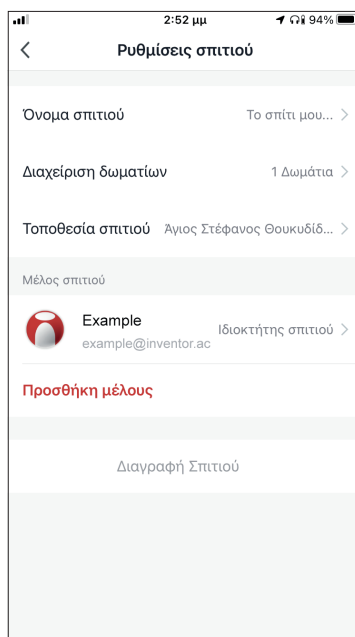 2:52 μμ 94%
Ρυθμίσεις σπιτιού
Όνομα σπιτιού Το σπίτι μου...
Διαχείριση δωματίων 1 Δωμάτια
Τοποθεσία σπιτιού Άγιος Στέφανος Θουκυδίδ...
Μέλος σπιτιού
Example
Ιδιοκτήτης σπιτιού
example@inventor.ac
Προσθήκη μέλους
Διαγραφή Σπιτιού